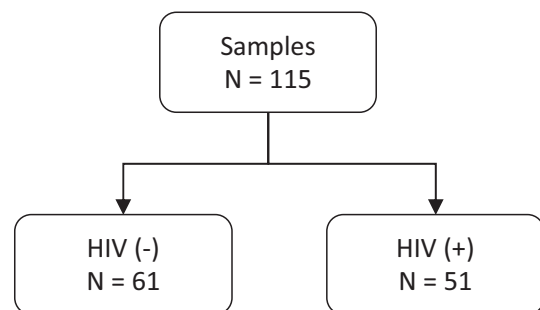 Samples
N = 115
HIV (-)
N = 61
HIV (+)
N = 51